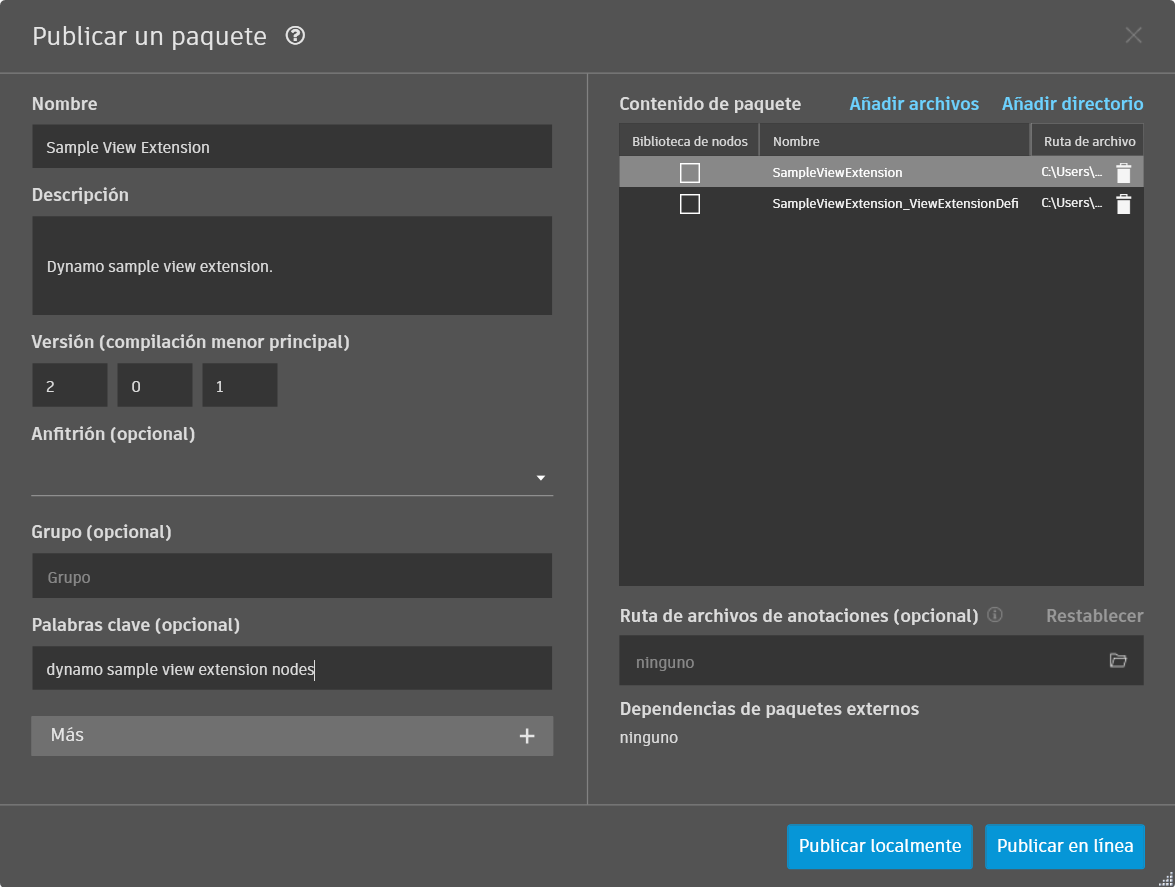 Publicar un paquete
Nombre
Sample View Extension
Descripción
Dynamo sample view extension.
Versión (compilación menor principal)
2 0 1
Anfitrión (opcional)
Grupo (opcional)
Grupo
Palabras clave (opcional)
dynamo sample view extension nodes
Más
Contenido de paquete Añadir archivos Añadir directorio
Biblioteca de nodos Nombre Ruta de archivo
SampleViewExtension C:\Users\...
SampleViewExtension_ViewExtensionDefi C:\Users\...
Ruta de archivos de anotaciones (opcional) Restablecer
ninguno
Dependencias de paquetes externos
ninguno
Publicar localmente Publicar en línea